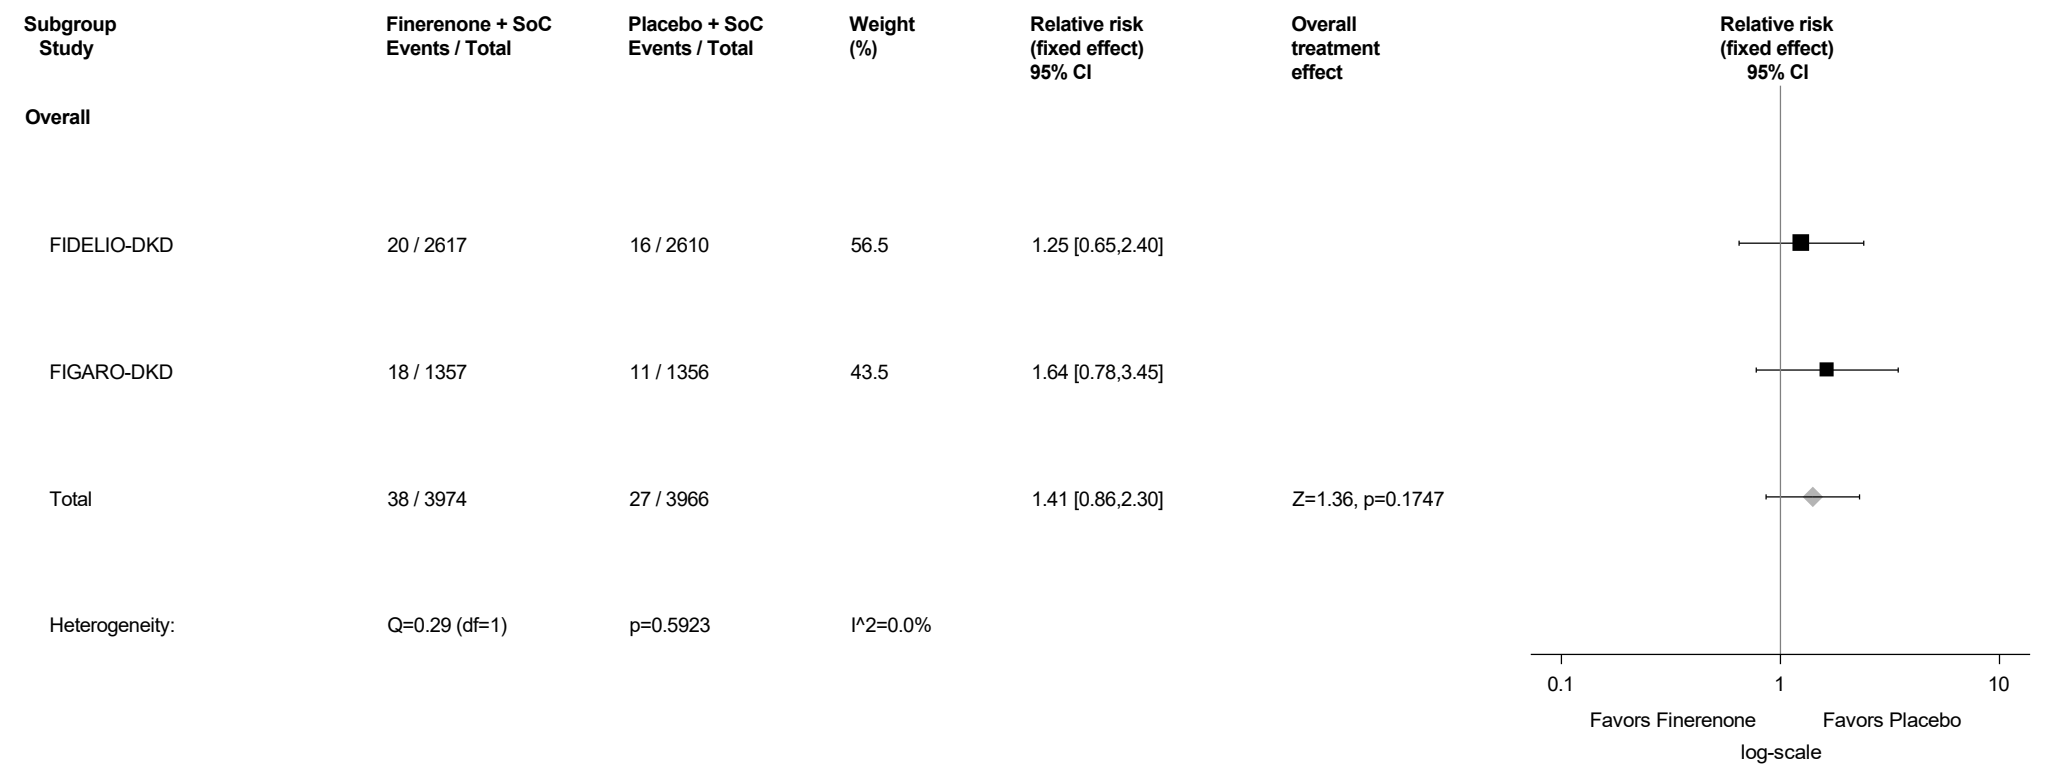 Subgroup Finerenone + SoC Placebo + SoC Weight Relative risk Overall Relative risk
Study Events / Total Events / Total (%) (fixed effect) treatment (fixed effect)
95% CI effect 95% CI
Overall
FIDELIO-DKD 20 / 2617 16 / 2610 56.5 1.25 [0.65,2.40]
FIGARO-DKD 18 / 1357 11 / 1356 43.5 1.64 [0.78,3.45]
Total 38 / 3974 27 / 3966 1.41 [0.86,2.30] Z=1.36, p=0.1747
Heterogeneity: Q=0.29 (df=1) p=0.5923 I^2=0.0%
0.1 1 10
Favors Finerenone Favors Placebo
log-scale